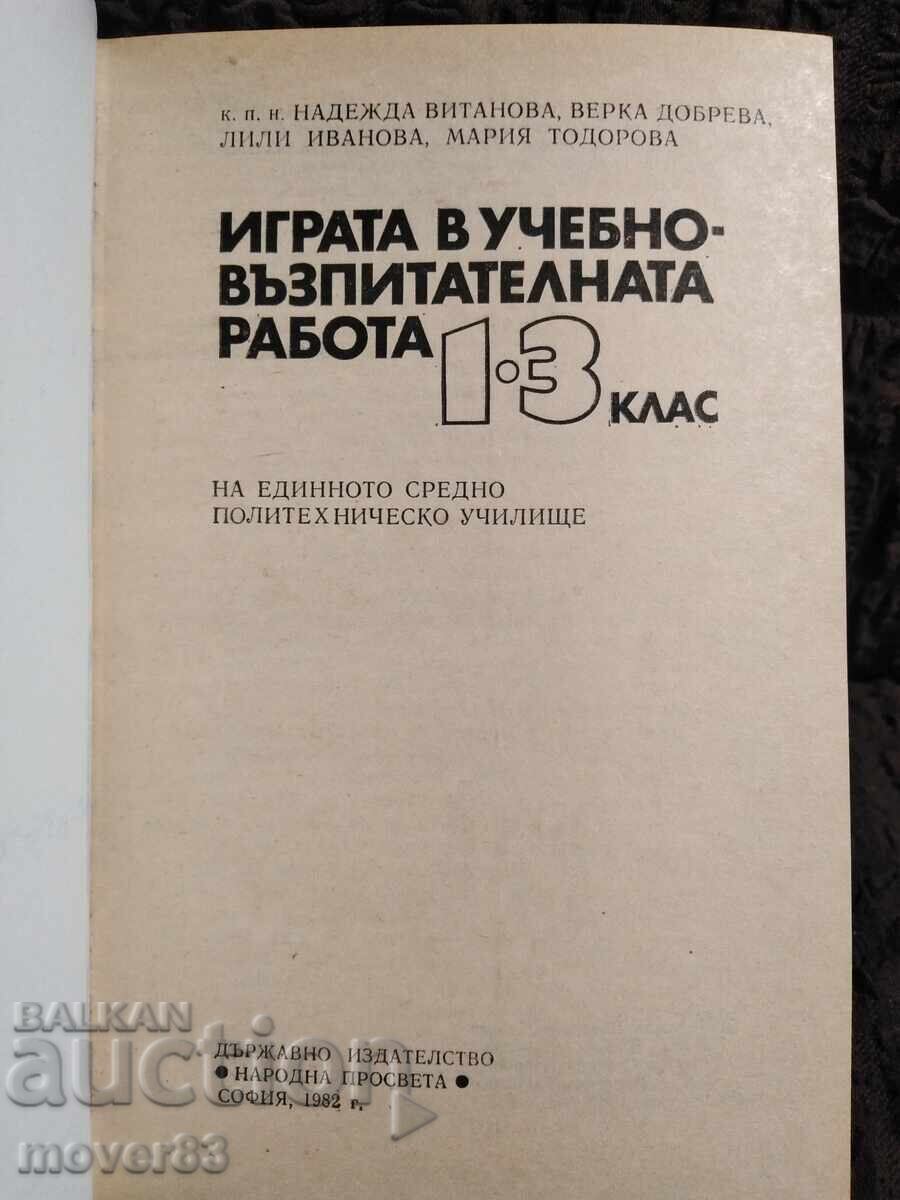 к. п. н. НАДЕЖДА ВИТАНОВА, ВЕРКА ДОБРЕВА,
ЛИЛИ ИВАНОВА, МАРИЯ ТОДОРОВА
ИГРАТА В УЧЕБНО-
ВЪЗПИТАТЕЛНАТА
РАБОТА 1·3 КЛАС
НА ЕДИННОТО СРЕДНО
ПОЛИТЕХНИЧЕСКО УЧИЛИЩЕ
ДЪРЖАВНО ИЗДАТЕЛСТВО
• НАРОДНА ПРОСВЕТА •
СОФИЯ, 1982 г.
BALKAN
auction
mover83